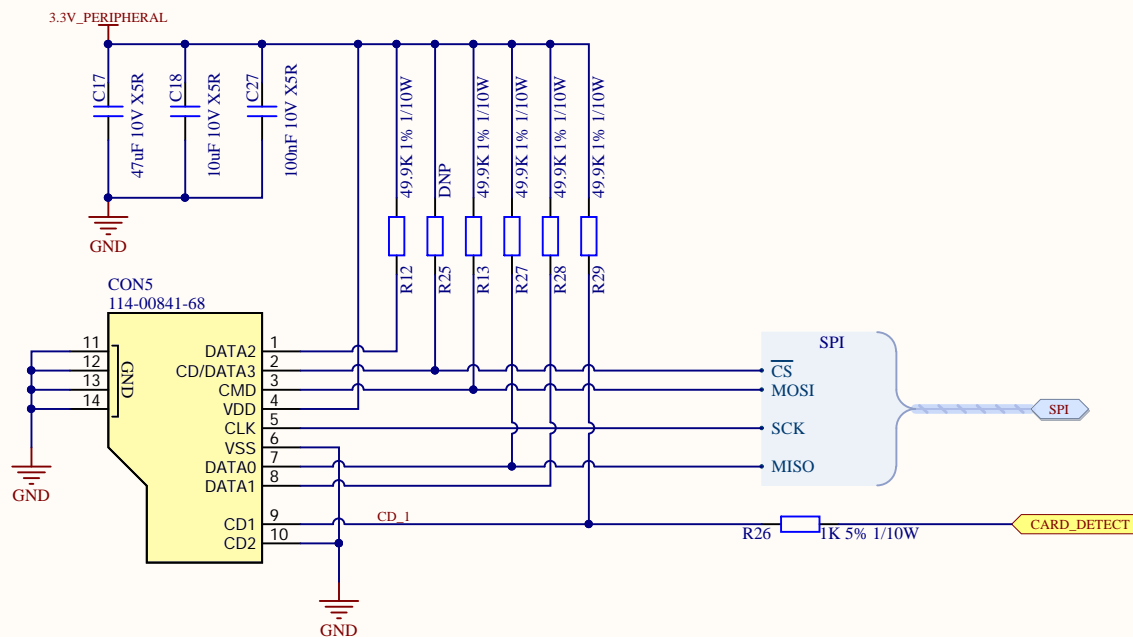 3.3V_PERIPHERAL
C17
47uF 10V X5R
C18
10uF 10V X5R
C27
100nF 10V X5R
GND
49.9K 1% 1/10W
R12
DNP
R25
49.9K 1% 1/10W
R13
49.9K 1% 1/10W
R27
49.9K 1% 1/10W
R28
49.9K 1% 1/10W
R29
CON5
114-00841-68
11
12
13
14
GND
GND
DATA2 1
CD/DATA3 2
CMD 3
VDD 4
CLK 5
VSS 6
DATA0 7
DATA1 8
CD1 9
CD2 10
CD_1
GND
SPI
CS
MOSI
SCK
MISO
SPI
R26
1K 5% 1/10W
CARD_DETECT